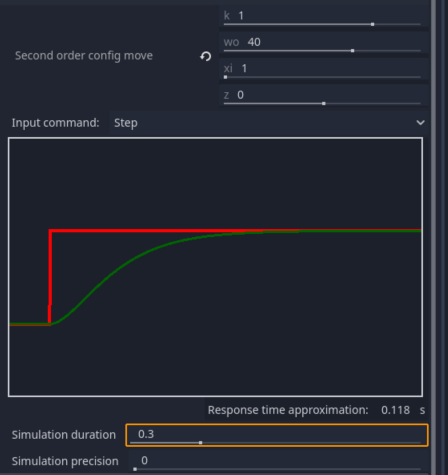 k 1
Second order config move
wo 40
xi 1
z 0
Input command: Step
Response time approximation: 0.118 s
Simulation duration 0.3
Simulation precision 0